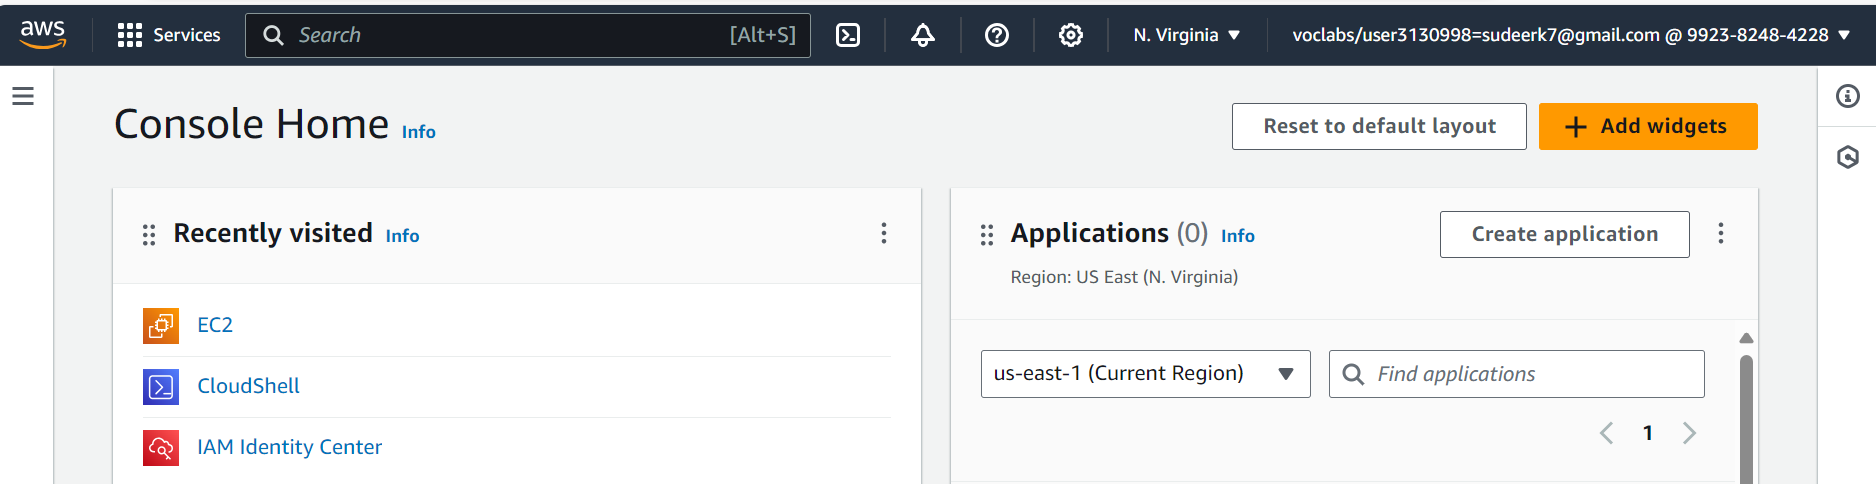 aws
Services
Search [Alt+S]
N. Virginia
voclabs/user3130998=sudeerk7@gmail.com @ 9923-8248-4228
Console Home Info
Reset to default layout
Add widgets
Recently visited Info
EC2
CloudShell
IAM Identity Center
Applications (0) Info
Region: US East (N. Virginia)
Create application
us-east-1 (Current Region)
Find applications
1